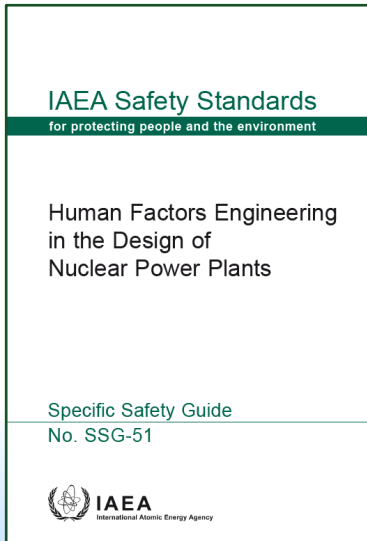 IAEA Safety Standards
for protecting people and the environment
Human Factors Engineering
in the Design of
Nuclear Power Plants
Specific Safety Guide
No. SSG-51
IAEA
International Atomic Energy Agency